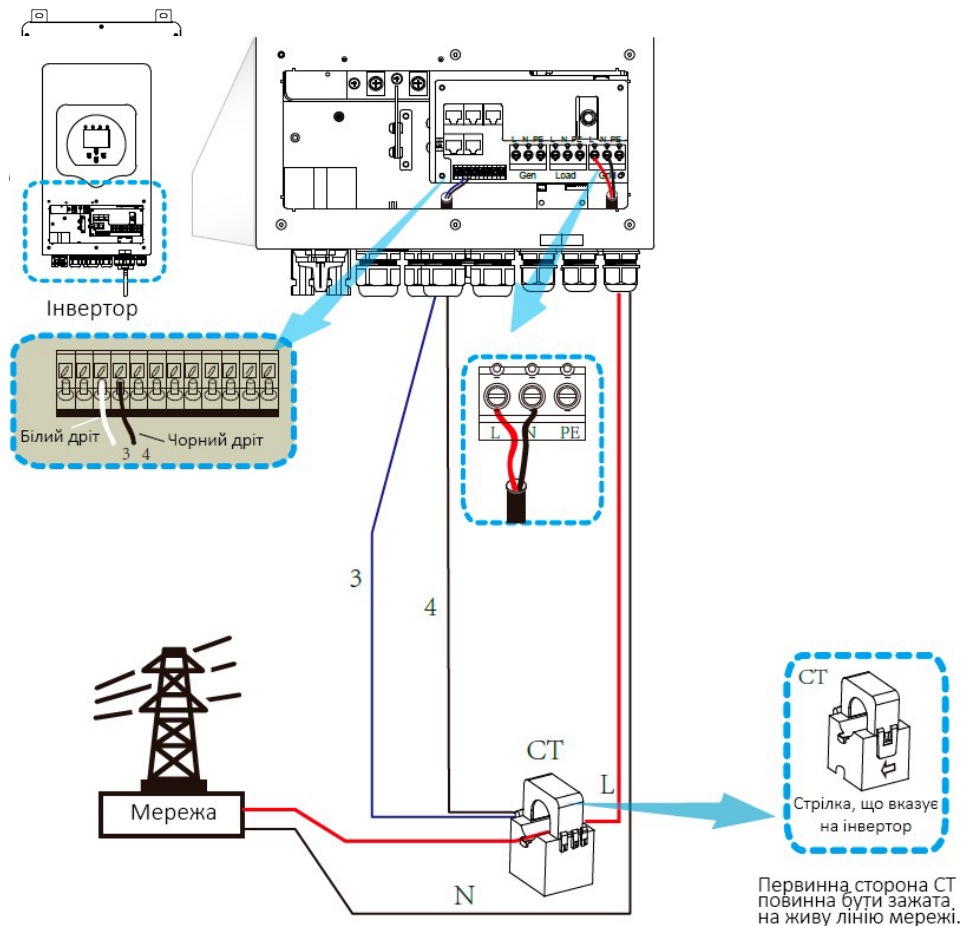 L N PE L N PE L N PE
Gen Load Grid
Інвертор
Білий дріт
3 4
Чорний дріт
L N PE
3
4
CT
L
Мережа
N
CT
Стрілка, що вказує
на інвертор
Первинна сторона СТ
повинна бути зажата
на живу лінію мережі.